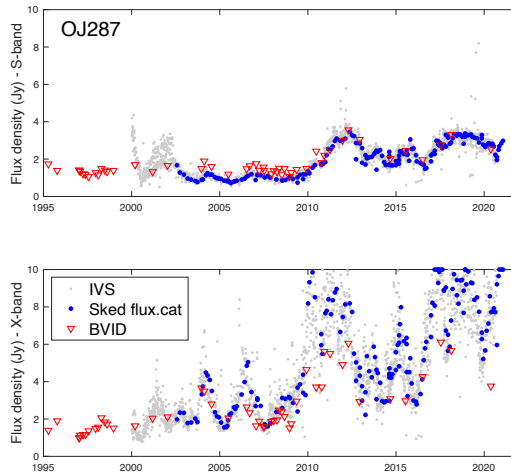 OJ287
Flux density (Jy) - S-band
10
8
6
4
2
0
1995 2000 2005 2010 2015 2020
Flux density (Jy) - X-band
10
8
6
4
2
0
IVS
Sked flux.cat
BVID
1995 2000 2005 2010 2015 2020